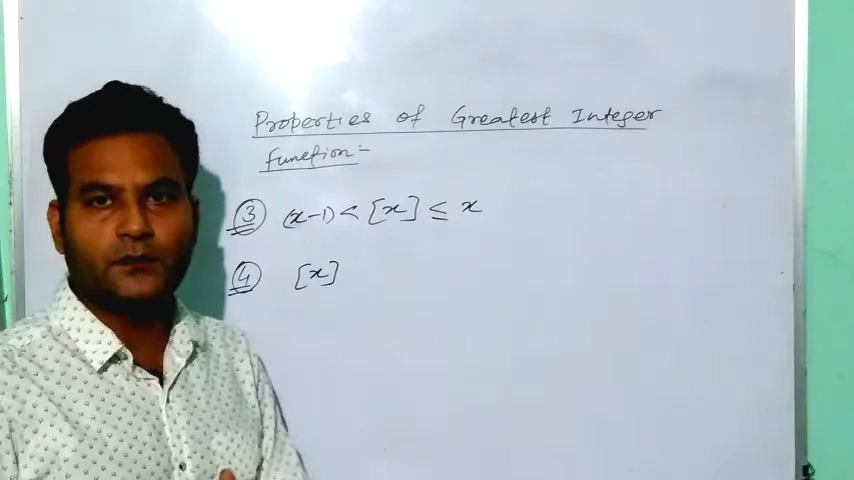 Properties of Greatest Integer
Function:-
③ (x-1) < [x] ≤ x
④ [x]